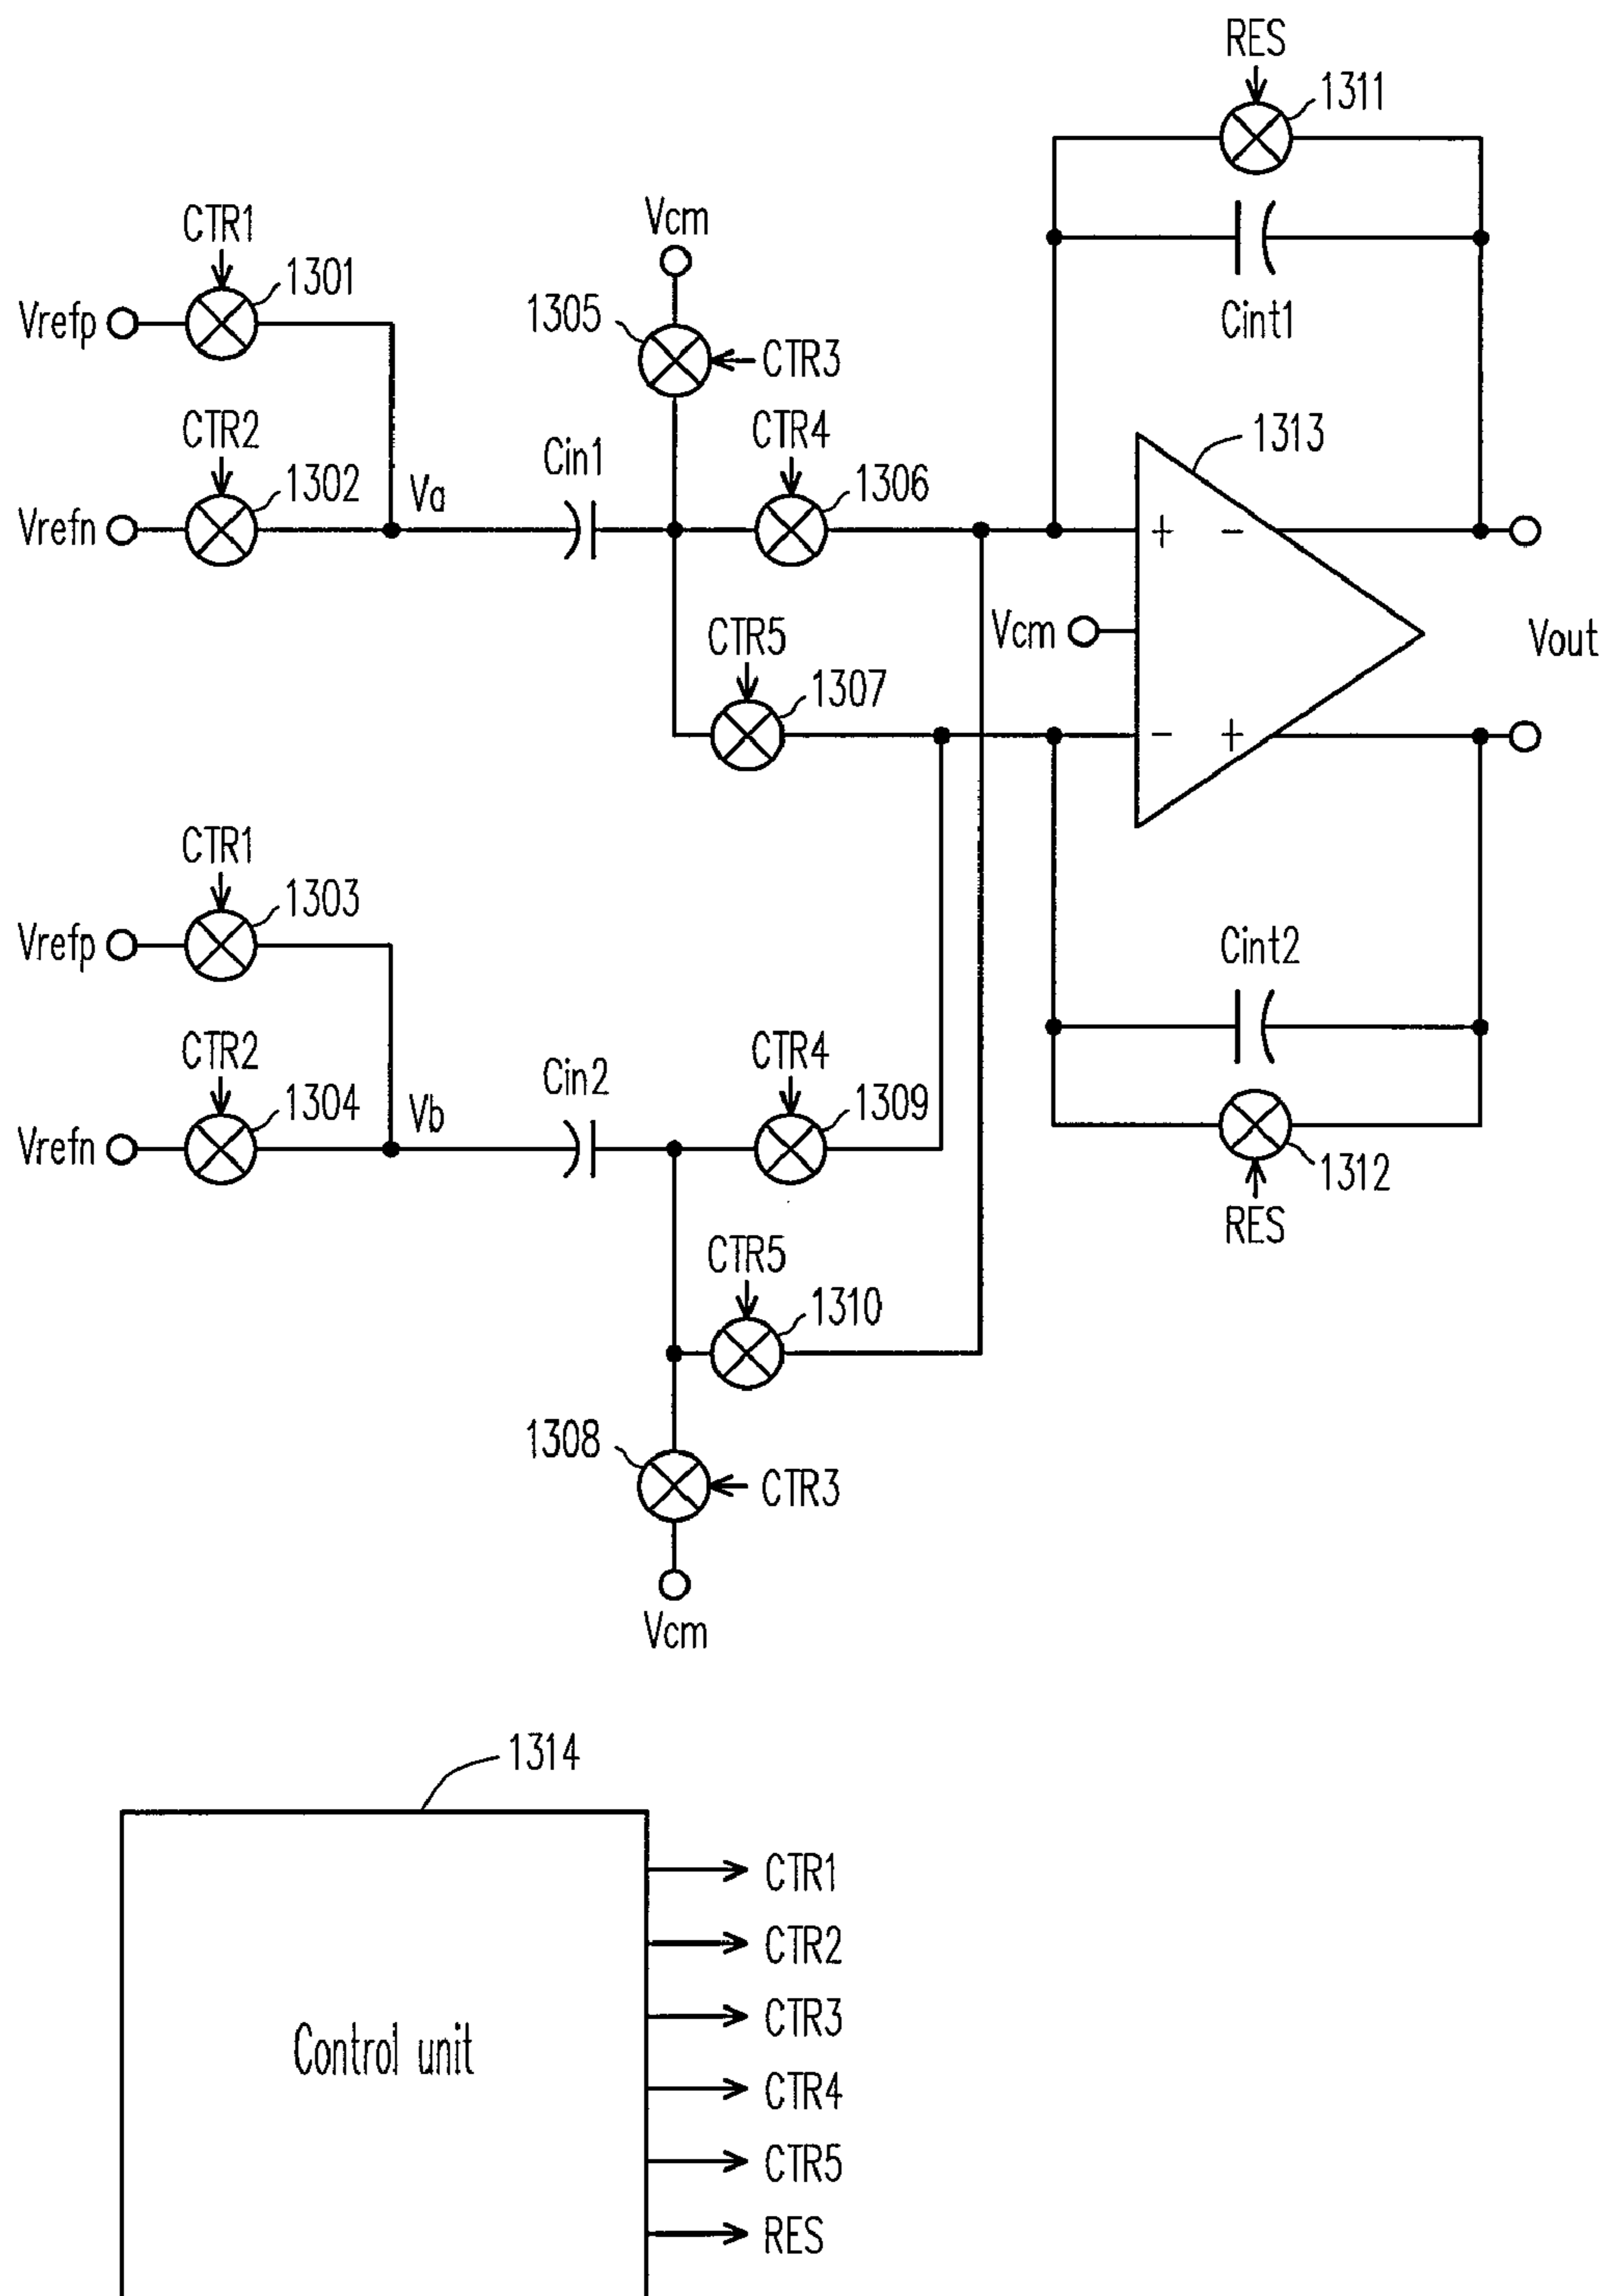 RES
1311
Cint1
CTR1
1301
Vrefp
CTR2
1302
Vrefn
Va
Cin1
Vcm
1305
CTR3
CTR4
1306
CTR5
1307
+
−
Vcm
−
+
1313
Vout
CTR1
1303
Vrefp
CTR2
1304
Vrefn
Vb
Cin2
CTR4
1309
CTR5
1310
1308
CTR3
Vcm
Cint2
1312
RES
1314
Control unit
CTR1
CTR2
CTR3
CTR4
CTR5
RES